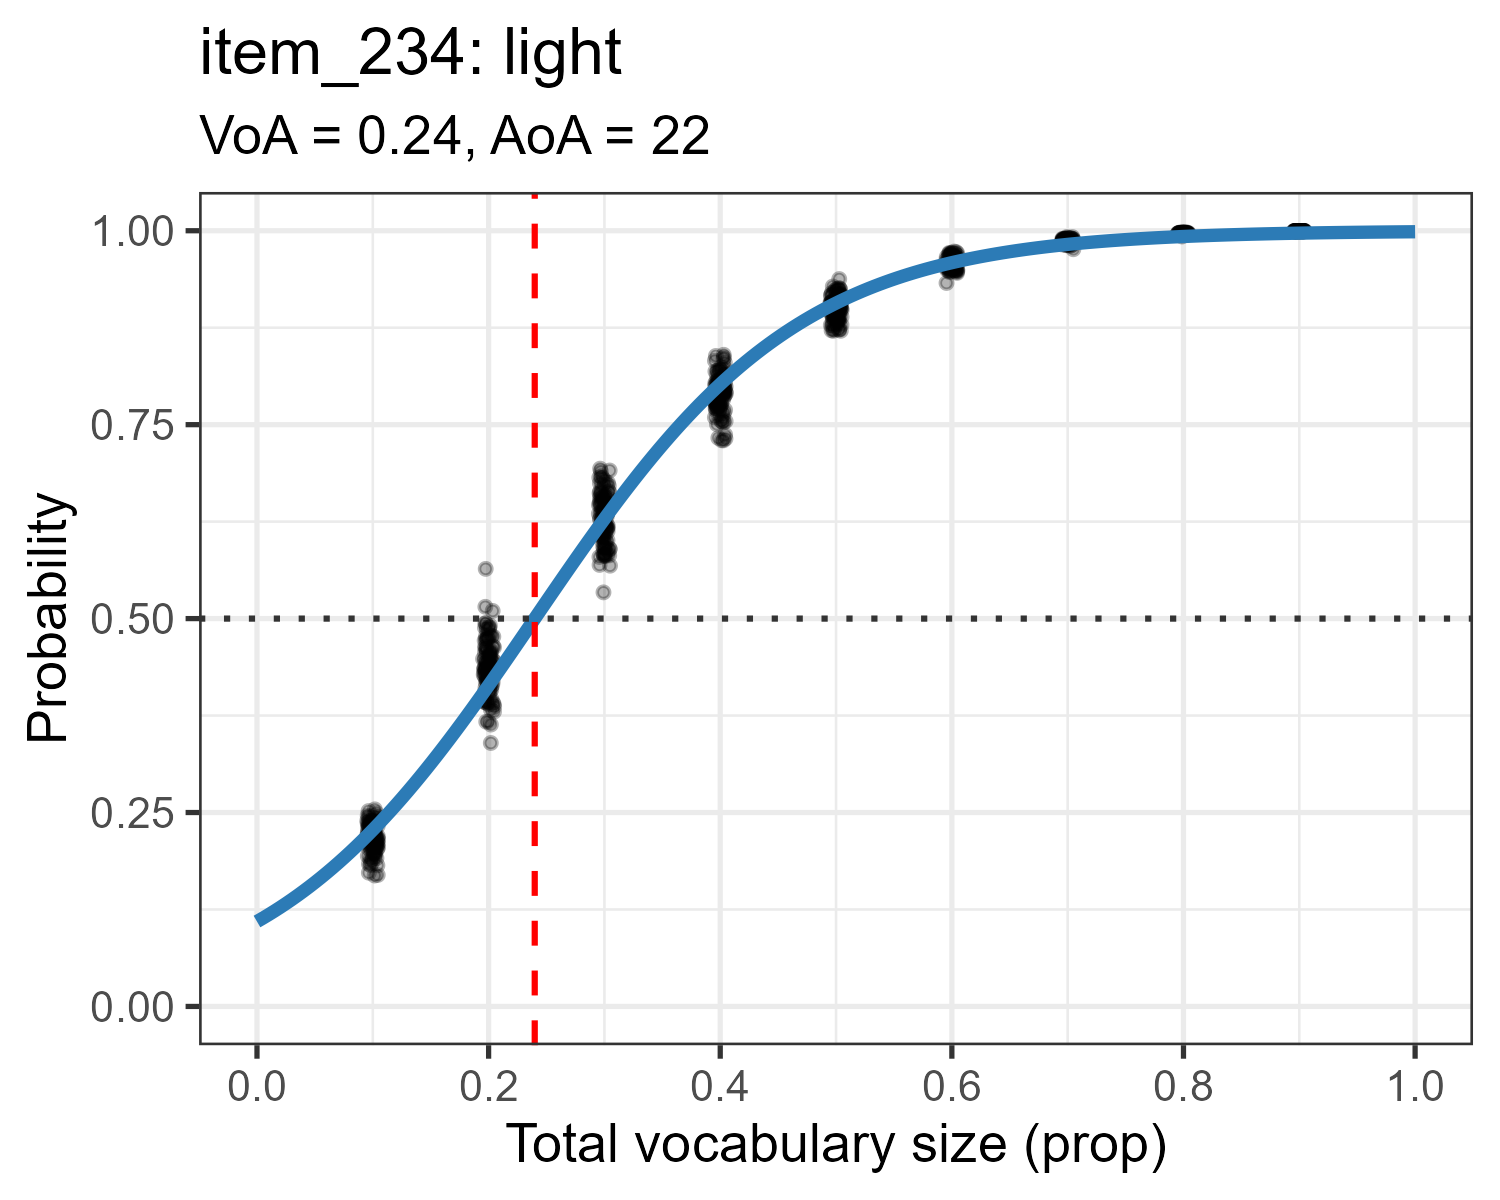 item_234: light
VoA = 0.24, AoA = 22
Probability
1.00
0.75
0.50
0.25
0.00
0.0 0.2 0.4 0.6 0.8 1.0
Total vocabulary size (prop)